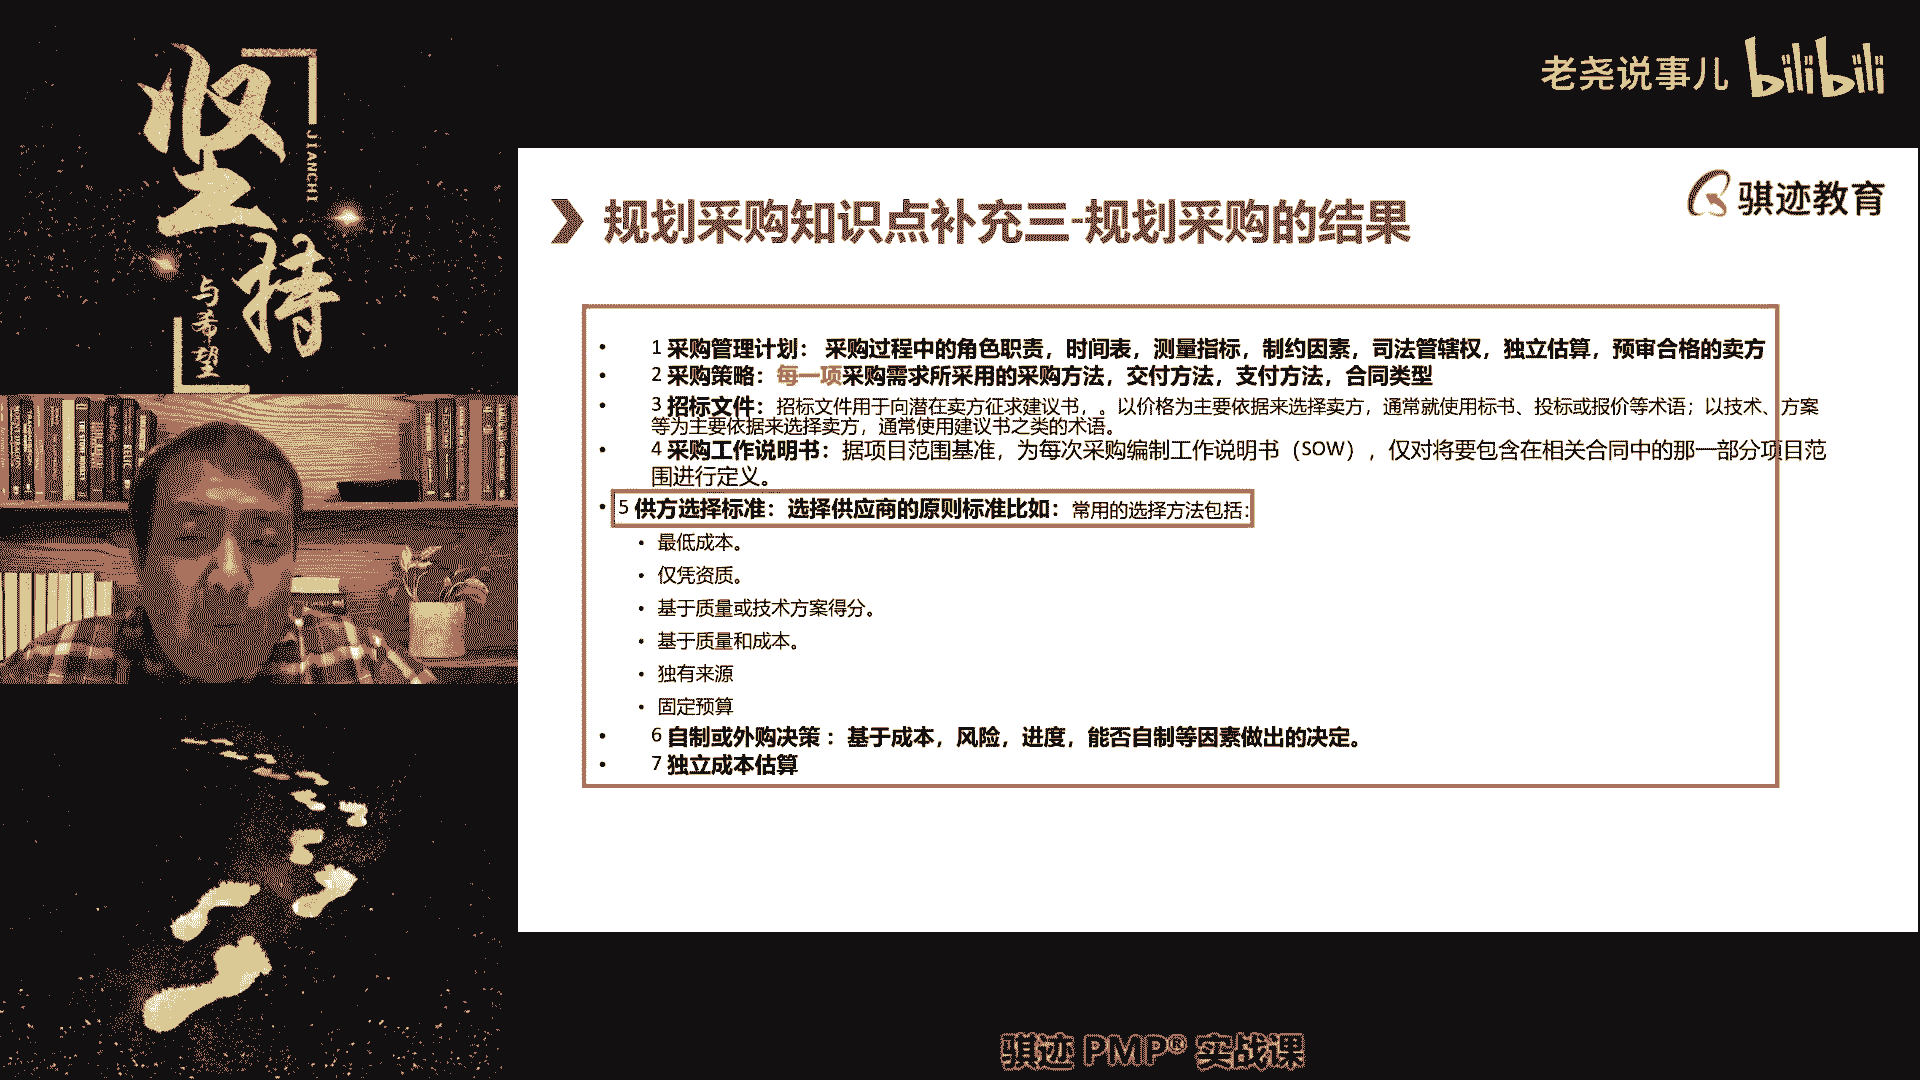 坚持
JIANCHI
与希望
老尧说事儿 bilibili
骐迹教育
规划采购知识点补充三-规划采购的结果
• 1 采购管理计划： 采购过程中的角色职责，时间表，测量指标，制约因素，司法管辖权，独立估算，预审合格的卖方
• 2 采购策略：每一项采购需求所采用的采购方法，交付方法，支付方法，合同类型
• 3 招标文件：招标文件用于向潜在卖方征求建议书，。以价格为主要依据来选择卖方，通常就使用标书、投标或报价等术语；以技术、方案
等为主要依据来选择卖方，通常使用建议书之类的术语。
• 4 采购工作说明书：据项目范围基准，为每次采购编制工作说明书（SOW），仅对将要包含在相关合同中的那一部分项目范
围进行定义。
• 5 供方选择标准：选择供应商的原则标准比如：常用的选择方法包括：
• 最低成本。
• 仅凭资质。
• 基于质量或技术方案得分。
• 基于质量和成本。
• 独有来源
• 固定预算
• 6 自制或外购决策 ：基于成本，风险，进度，能否自制等因素做出的决定。
• 7 独立成本估算
骐迹 PMP® 实战课